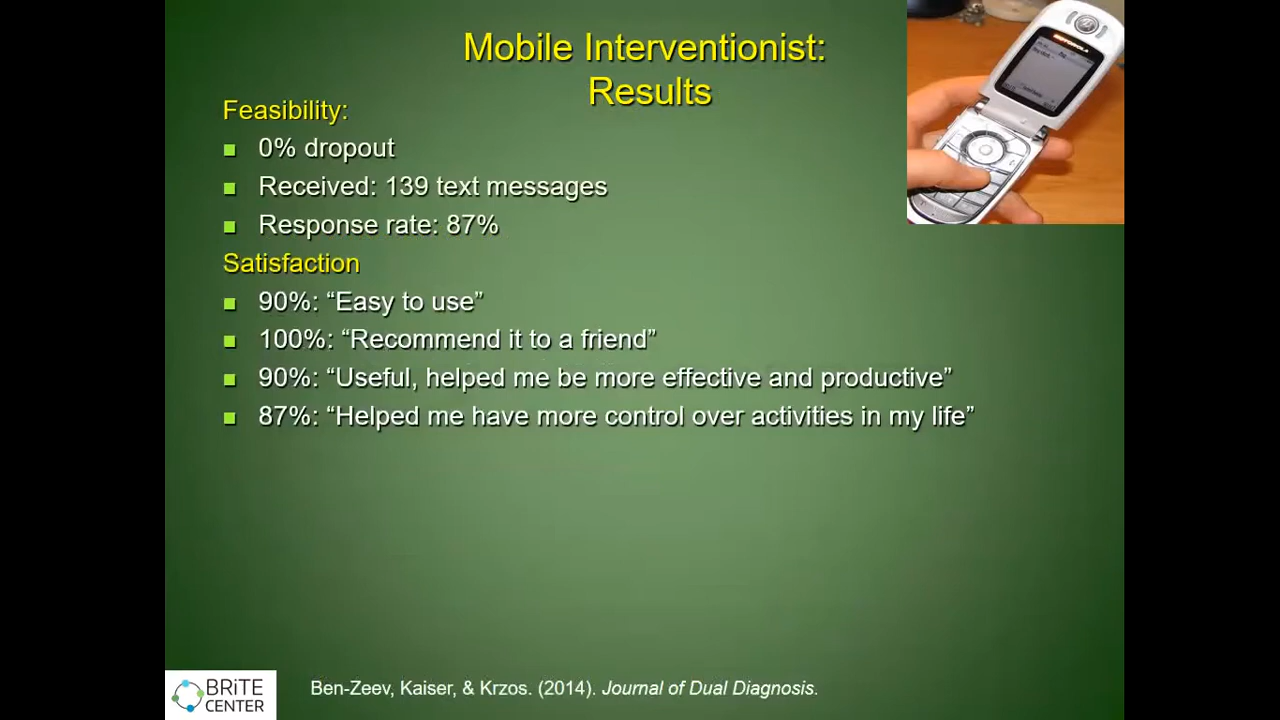 Mobile Interventionist:
Results
Feasibility:
0% dropout
Received: 139 text messages
Response rate: 87%
Satisfaction
90%: “Easy to use”
100%: “Recommend it to a friend”
90%: “Useful, helped me be more effective and productive”
87%: “Helped me have more control over activities in my life”
MOTOROLA
BRiTE
CENTER
Ben-Zeev, Kaiser, & Krzos. (2014). Journal of Dual Diagnosis.